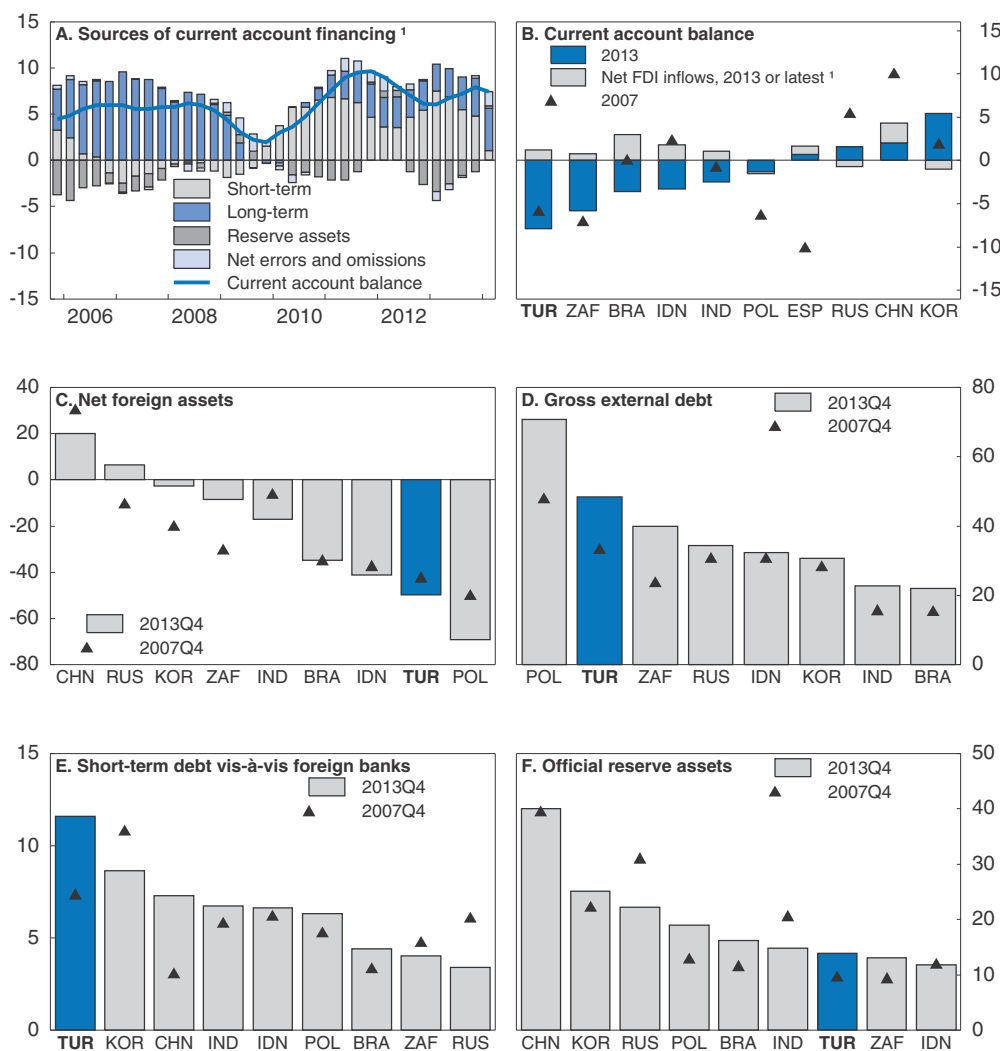 A. Sources of current account financing ¹
15
10
5
0
-5
-10
-15
Short-term
Long-term
Reserve assets
Net errors and omissions
Current account balance
2006 2008 2010 2012
B. Current account balance
2013
Net FDI inflows, 2013 or latest ¹
2007
15
10
5
0
-5
-10
-15
TUR ZAF BRA IDN IND POL ESP RUS CHN KOR
C. Net foreign assets
40
20
0
-20
-40
-60
-80
2013Q4
2007Q4
CHN RUS KOR ZAF IND BRA IDN TUR POL
D. Gross external debt
2013Q4
2007Q4
80
60
40
20
0
POL TUR ZAF RUS IDN KOR IND BRA
E. Short-term debt vis-à-vis foreign banks
15
10
5
0
2013Q4
2007Q4
TUR KOR CHN IND IDN POL BRA ZAF RUS
F. Official reserve assets
2013Q4
2007Q4
50
40
30
20
10
0
CHN KOR RUS POL BRA IND TUR ZAF IDN